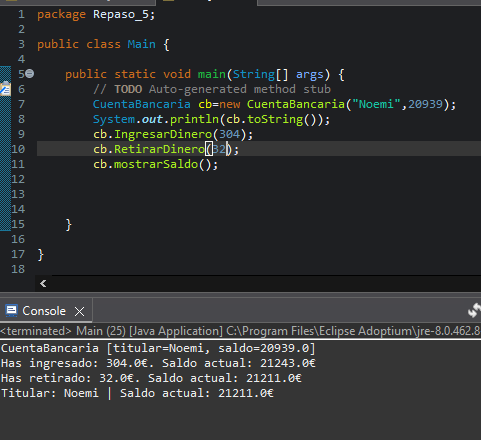 1 package Repaso_5;
2
3 public class Main {
4
5 public static void main(String[] args) {
6 // TODO Auto-generated method stub
7 CuentaBancaria cb=new CuentaBancaria("Noemi",20939);
8 System.out.println(cb.toString());
9 cb.IngresarDinero(304);
10 cb.RetirarDinero(32);
11 cb.mostrarSaldo();
12
13
14
15 }
16
17 }
18
Console
<terminated> Main (25) [Java Application] C:\Program Files\Eclipse Adoptium\jre-8.0.462.8
CuentaBancaria [titular=Noemi, saldo=20939.0]
Has ingresado: 304.0€. Saldo actual: 21243.0€
Has retirado: 32.0€. Saldo actual: 21211.0€
Titular: Noemi | Saldo actual: 21211.0€